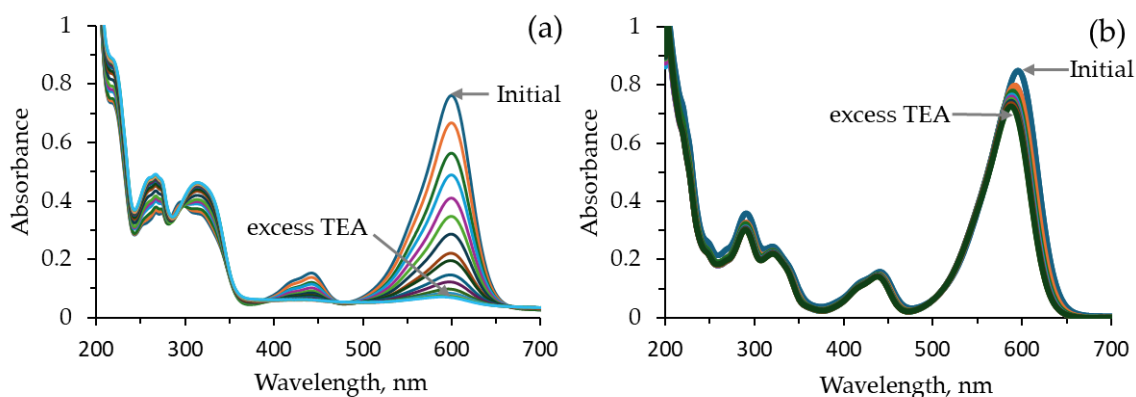 (a)
1
0.8
0.6
0.4
0.2
0
Absorbance
Initial
excess TEA
200 300 400 500 600 700
Wavelength, nm
(b)
1
0.8
0.6
0.4
0.2
0
Absorbance
Initial
excess TEA
200 300 400 500 600 700
Wavelength, nm